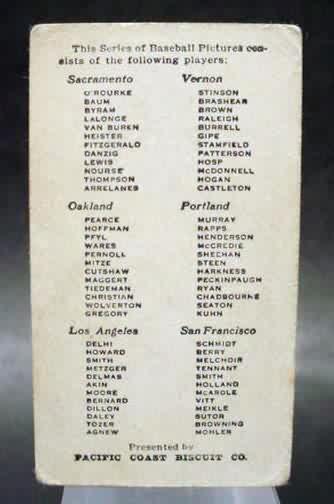 This Series of Baseball Pictures con-
sists of the following players:
Sacramento
O'ROURKE
BAUM
BYRAM
LALONGE
VAN BUREN
HEISTER
FITZGERALD
DANZIG
LEWIS
NOURSE
THOMPSON
ARRELANES
Vernon
STINSON
BRASHEAR
BROWN
RALEIGH
BURRELL
GIPE
STAMFIELD
PATTERSON
HOSP
McDONNELL
HOGAN
CASTLETON
Oakland
PEARCE
HOFFMAN
PFYL
WARES
PERNOLL
MITZE
CUTSHAW
MAGGERT
TIEDEMAN
CHRISTIAN
WOLVERTON
GREGORY
Portland
MURRAY
RAPPS
HENDERSON
McCREDIE
SHEEHAN
STEEN
HARKNESS
PECKINPAUGH
RYAN
CHADBOURNE
SEATON
KUHN
Los Angeles
DELHI
HOWARD
SMITH
METZGER
DELMAS
AKIN
MOORE
BERNARD
DILLON
DALEY
TOZER
AGNEW
San Francisco
SCHMIDT
BERRY
MELCHOIR
TENNANT
SMITH
HOLLAND
McARDLE
VITT
MEIKLE
SUTOR
BROWNING
MOHLER
Presented by
PACIFIC COAST BISCUIT CO.